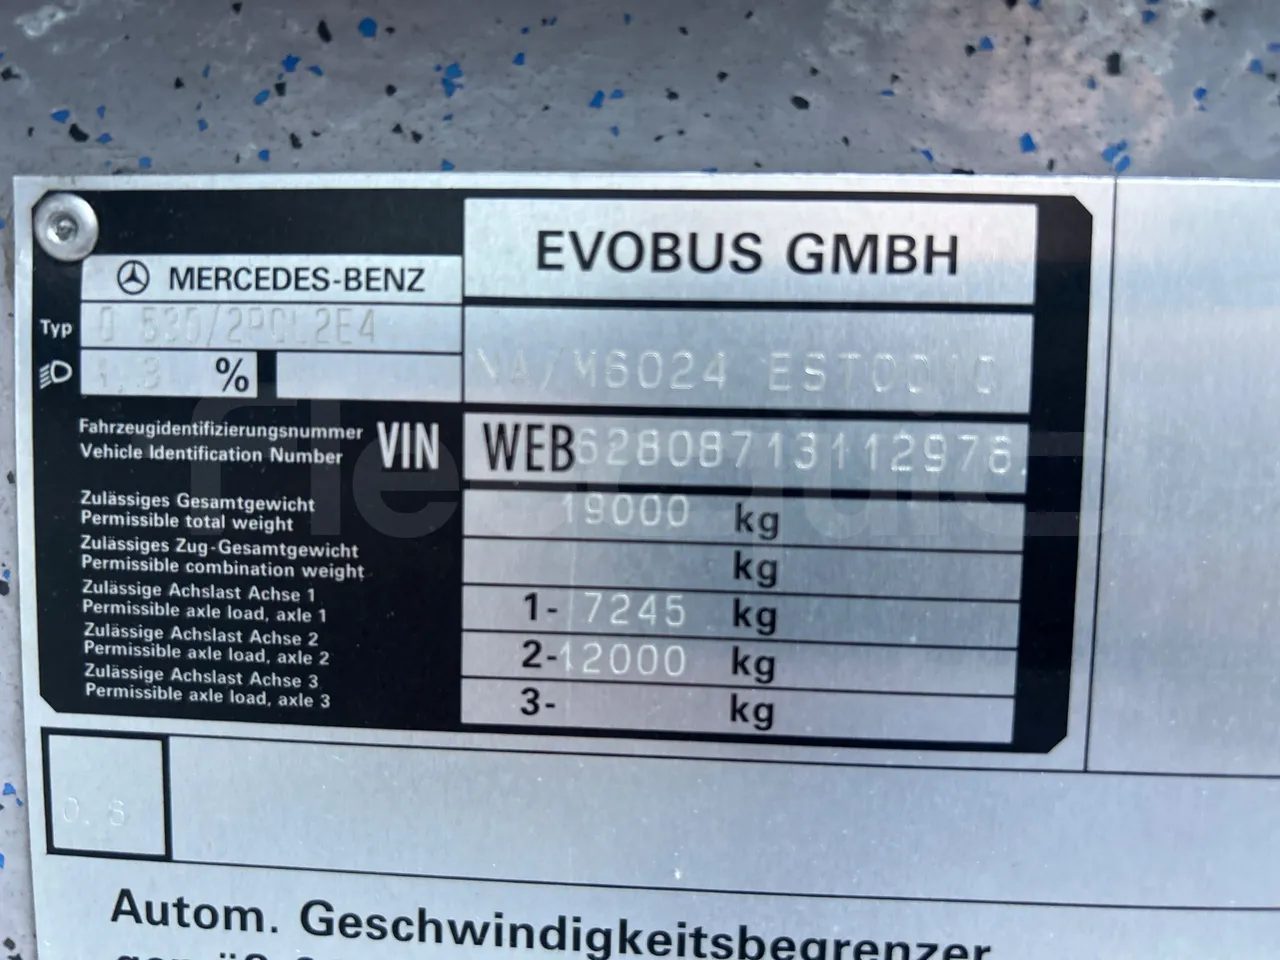 EVOBUS GMBH
MERCEDES-BENZ
Typ O 530/2PCL2E4
%
NA/M6024 EST0010
Fahrzeugidentifizierungsnummer
Vehicle Identification Number
VIN WEB62808713112976
Zulässiges Gesamtgewicht
Permissible total weight
19000 kg
Zulässiges Zug-Gesamtgewicht
Permissible combination weight
kg
Zulässige Achslast Achse 1
Permissible axle load, axle 1
1- 7245 kg
Zulässige Achslast Achse 2
Permissible axle load, axle 2
2-12000 kg
Zulässige Achslast Achse 3
Permissible axle load, axle 3
3- kg
Autom. Geschwindigkeitsbegrenzer